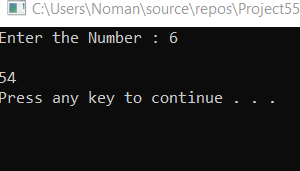 C:\Users\Noman\source\repos\Project55
Enter the Number : 6
54
Press any key to continue . . .